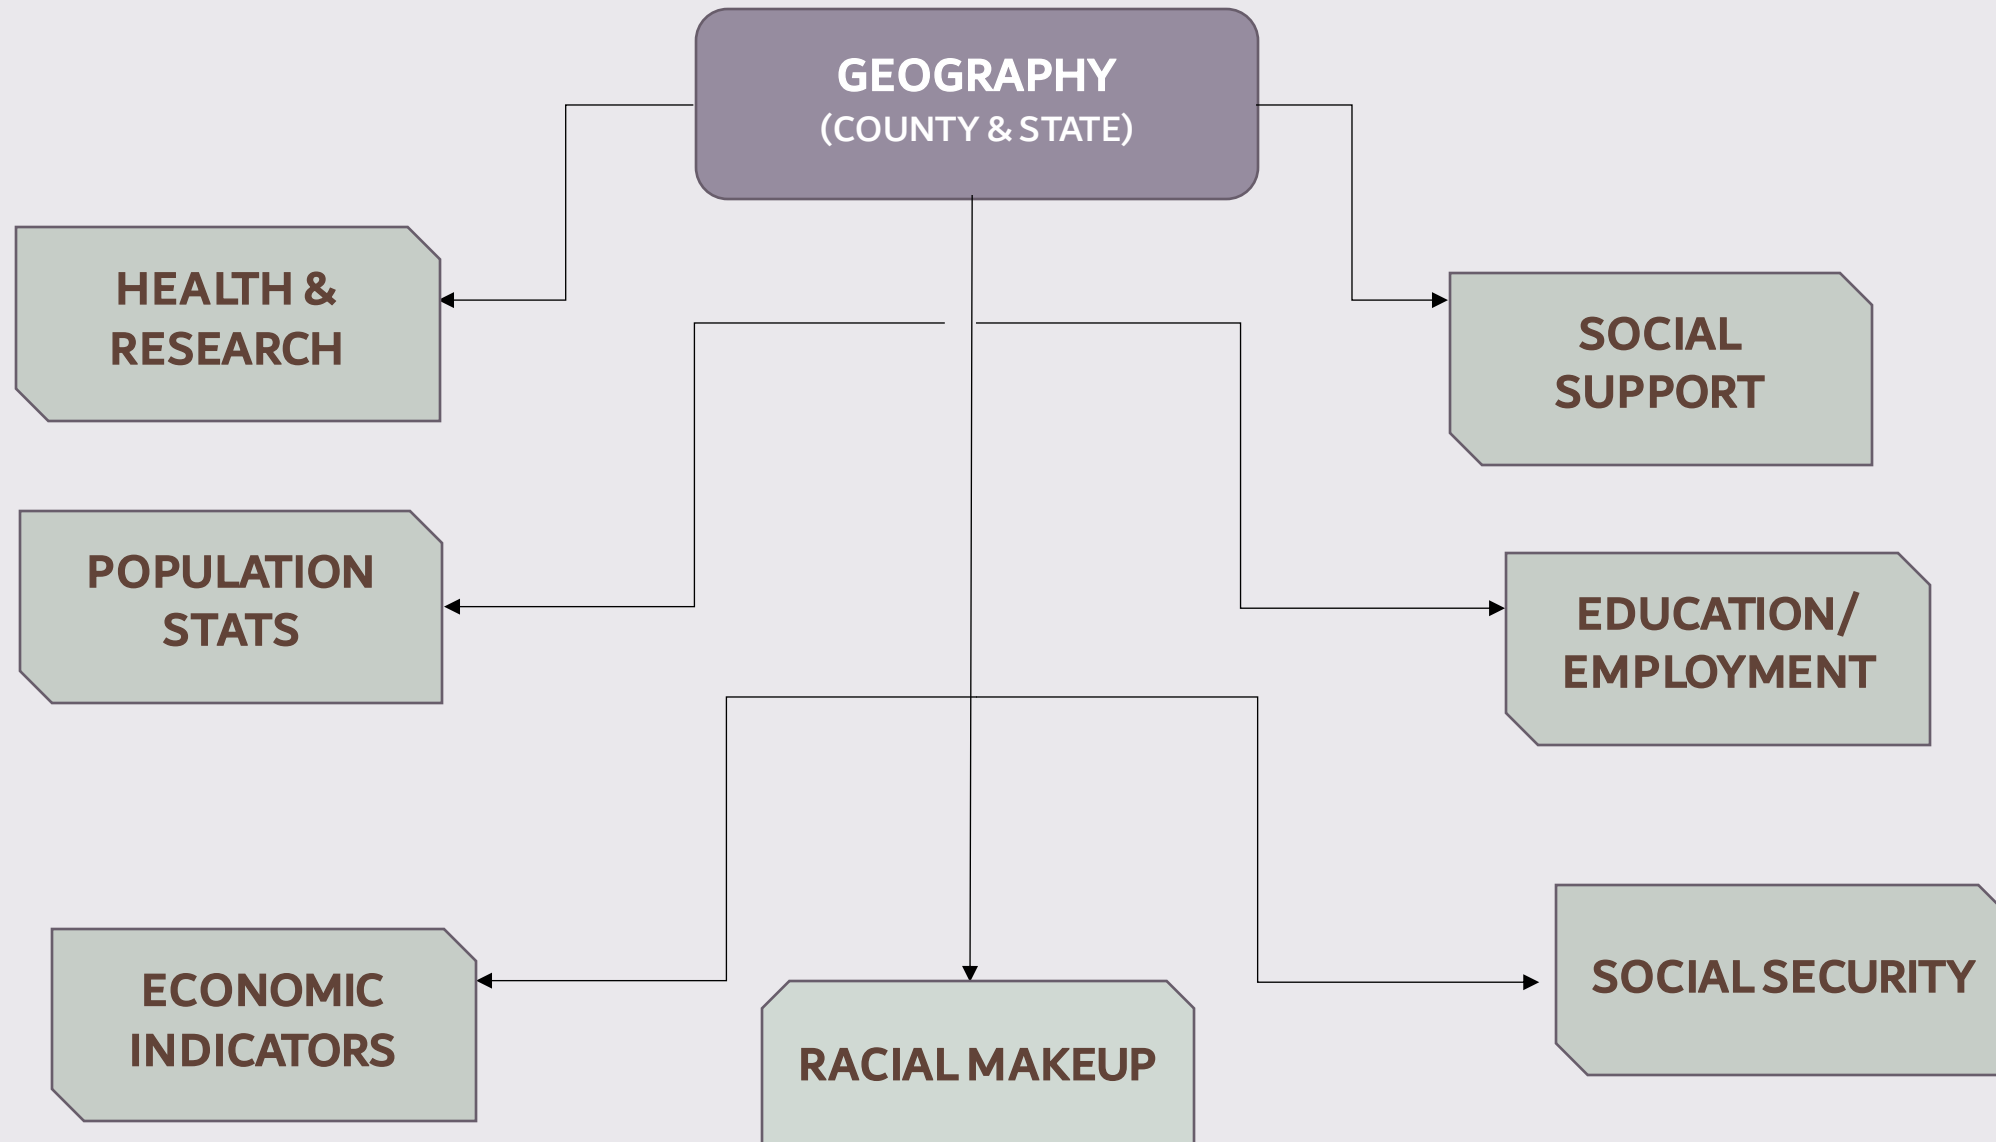 GEOGRAPHY
(COUNTY & STATE)
HEALTH &
RESEARCH
SOCIAL
SUPPORT
POPULATION
STATS
EDUCATION/
EMPLOYMENT
ECONOMIC
INDICATORS
RACIAL MAKEUP
SOCIAL SECURITY